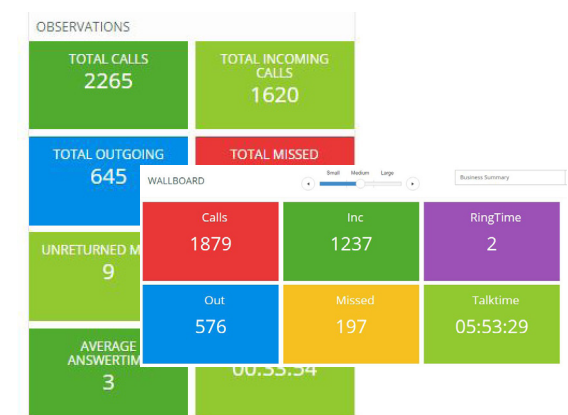 OBSERVATIONS
TOTAL CALLS
2265
TOTAL INCOMING
CALLS
1620
TOTAL OUTGOING
645
TOTAL MISSED
UNRETURNED
9
AVERAGE
3
WALLBOARD
Small Medium Large
Business Summary
Calls
1879
Inc
1237
RingTime
2
Out
576
Missed
197
Talktime
05:53:29